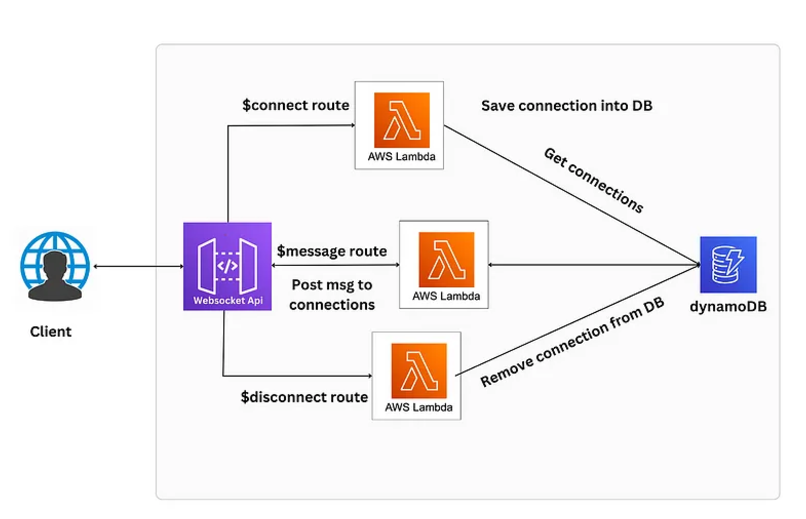 $connect route
AWS Lambda
Save connection into DB
Get connections
Client
Websocket Api
$message route
Post msg to
connections
AWS Lambda
dynamoDB
$disconnect route
AWS Lambda
Remove connection from DB